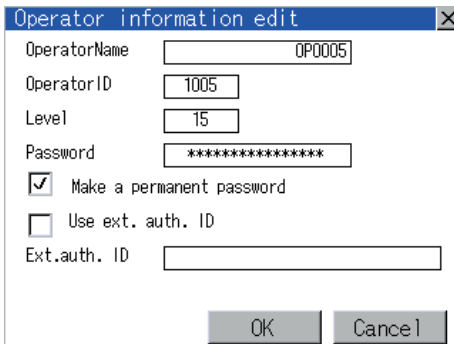 Operator information edit
OperatorName OP0005
OperatorID 1005
Level 15
Password ****************
Make a permanent password
Use ext. auth. ID
Ext.auth. ID
OK Cancel